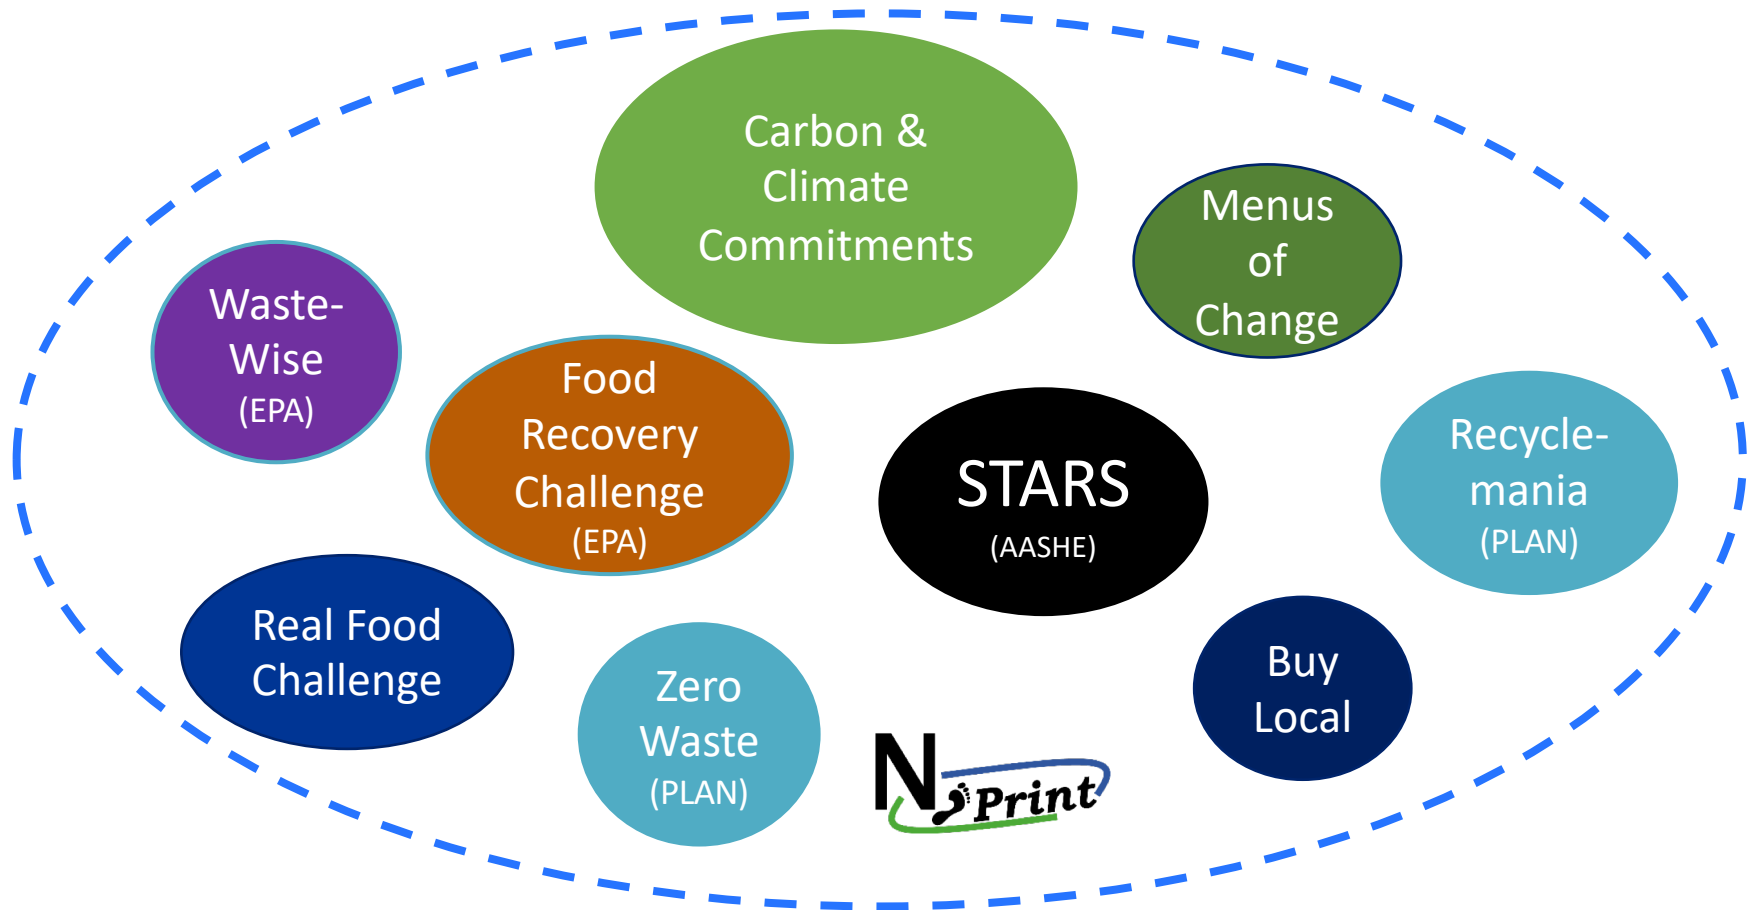 Carbon &
Climate
Commitments
Menus
of
Change
Waste-
Wise
(EPA)
Food
Recovery
Challenge
(EPA)
STARS
(AASHE)
Recycle-
mania
(PLAN)
Real Food
Challenge
Zero
Waste
(PLAN)
Buy
Local
N Print